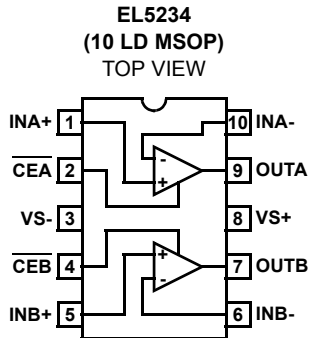 EL5234
(10 LD MSOP)
TOP VIEW
INA+ 1 10 INA-
CEA 2 9 OUTA
VS- 3 8 VS+
CEB 4 7 OUTB
INB+ 5 6 INB-
- +
+ -